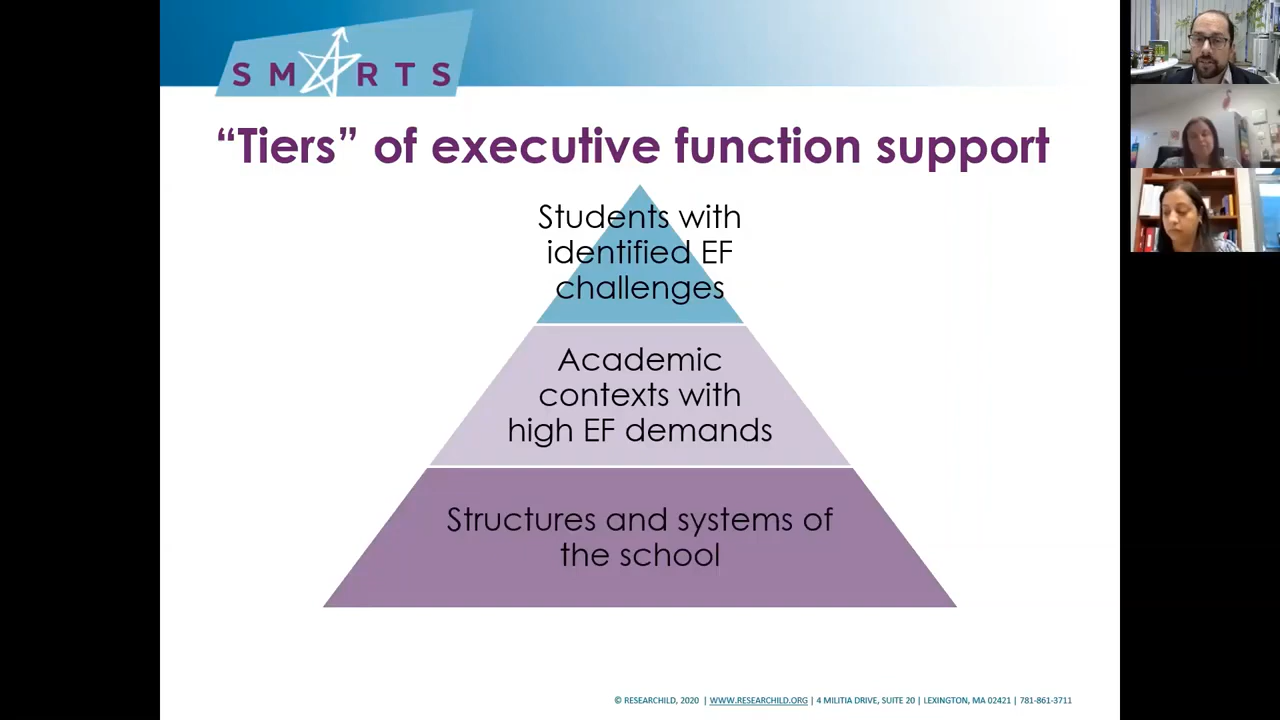 SMARTS
“Tiers” of executive function support
Students with
identified EF
challenges
Academic
contexts with
high EF demands
Structures and systems of
the school
© RESEARCHILD, 2020 | WWW.RESEARCHILD.ORG | 4 MILITIA DRIVE, SUITE 20 | LEXINGTON, MA 02421 | 781-861-3711